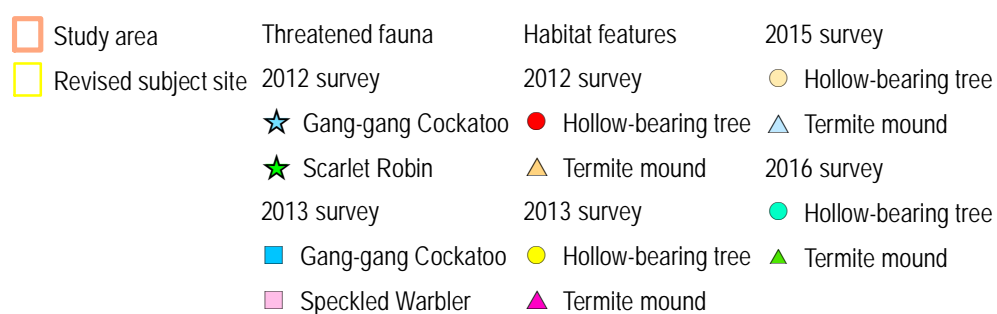 Study area
Revised subject site
Threatened fauna
2012 survey
Gang-gang Cockatoo
Scarlet Robin
2013 survey
Gang-gang Cockatoo
Speckled Warbler
Habitat features
2012 survey
Hollow-bearing tree
Termite mound
2013 survey
Hollow-bearing tree
Termite mound
2015 survey
Hollow-bearing tree
Termite mound
2016 survey
Hollow-bearing tree
Termite mound